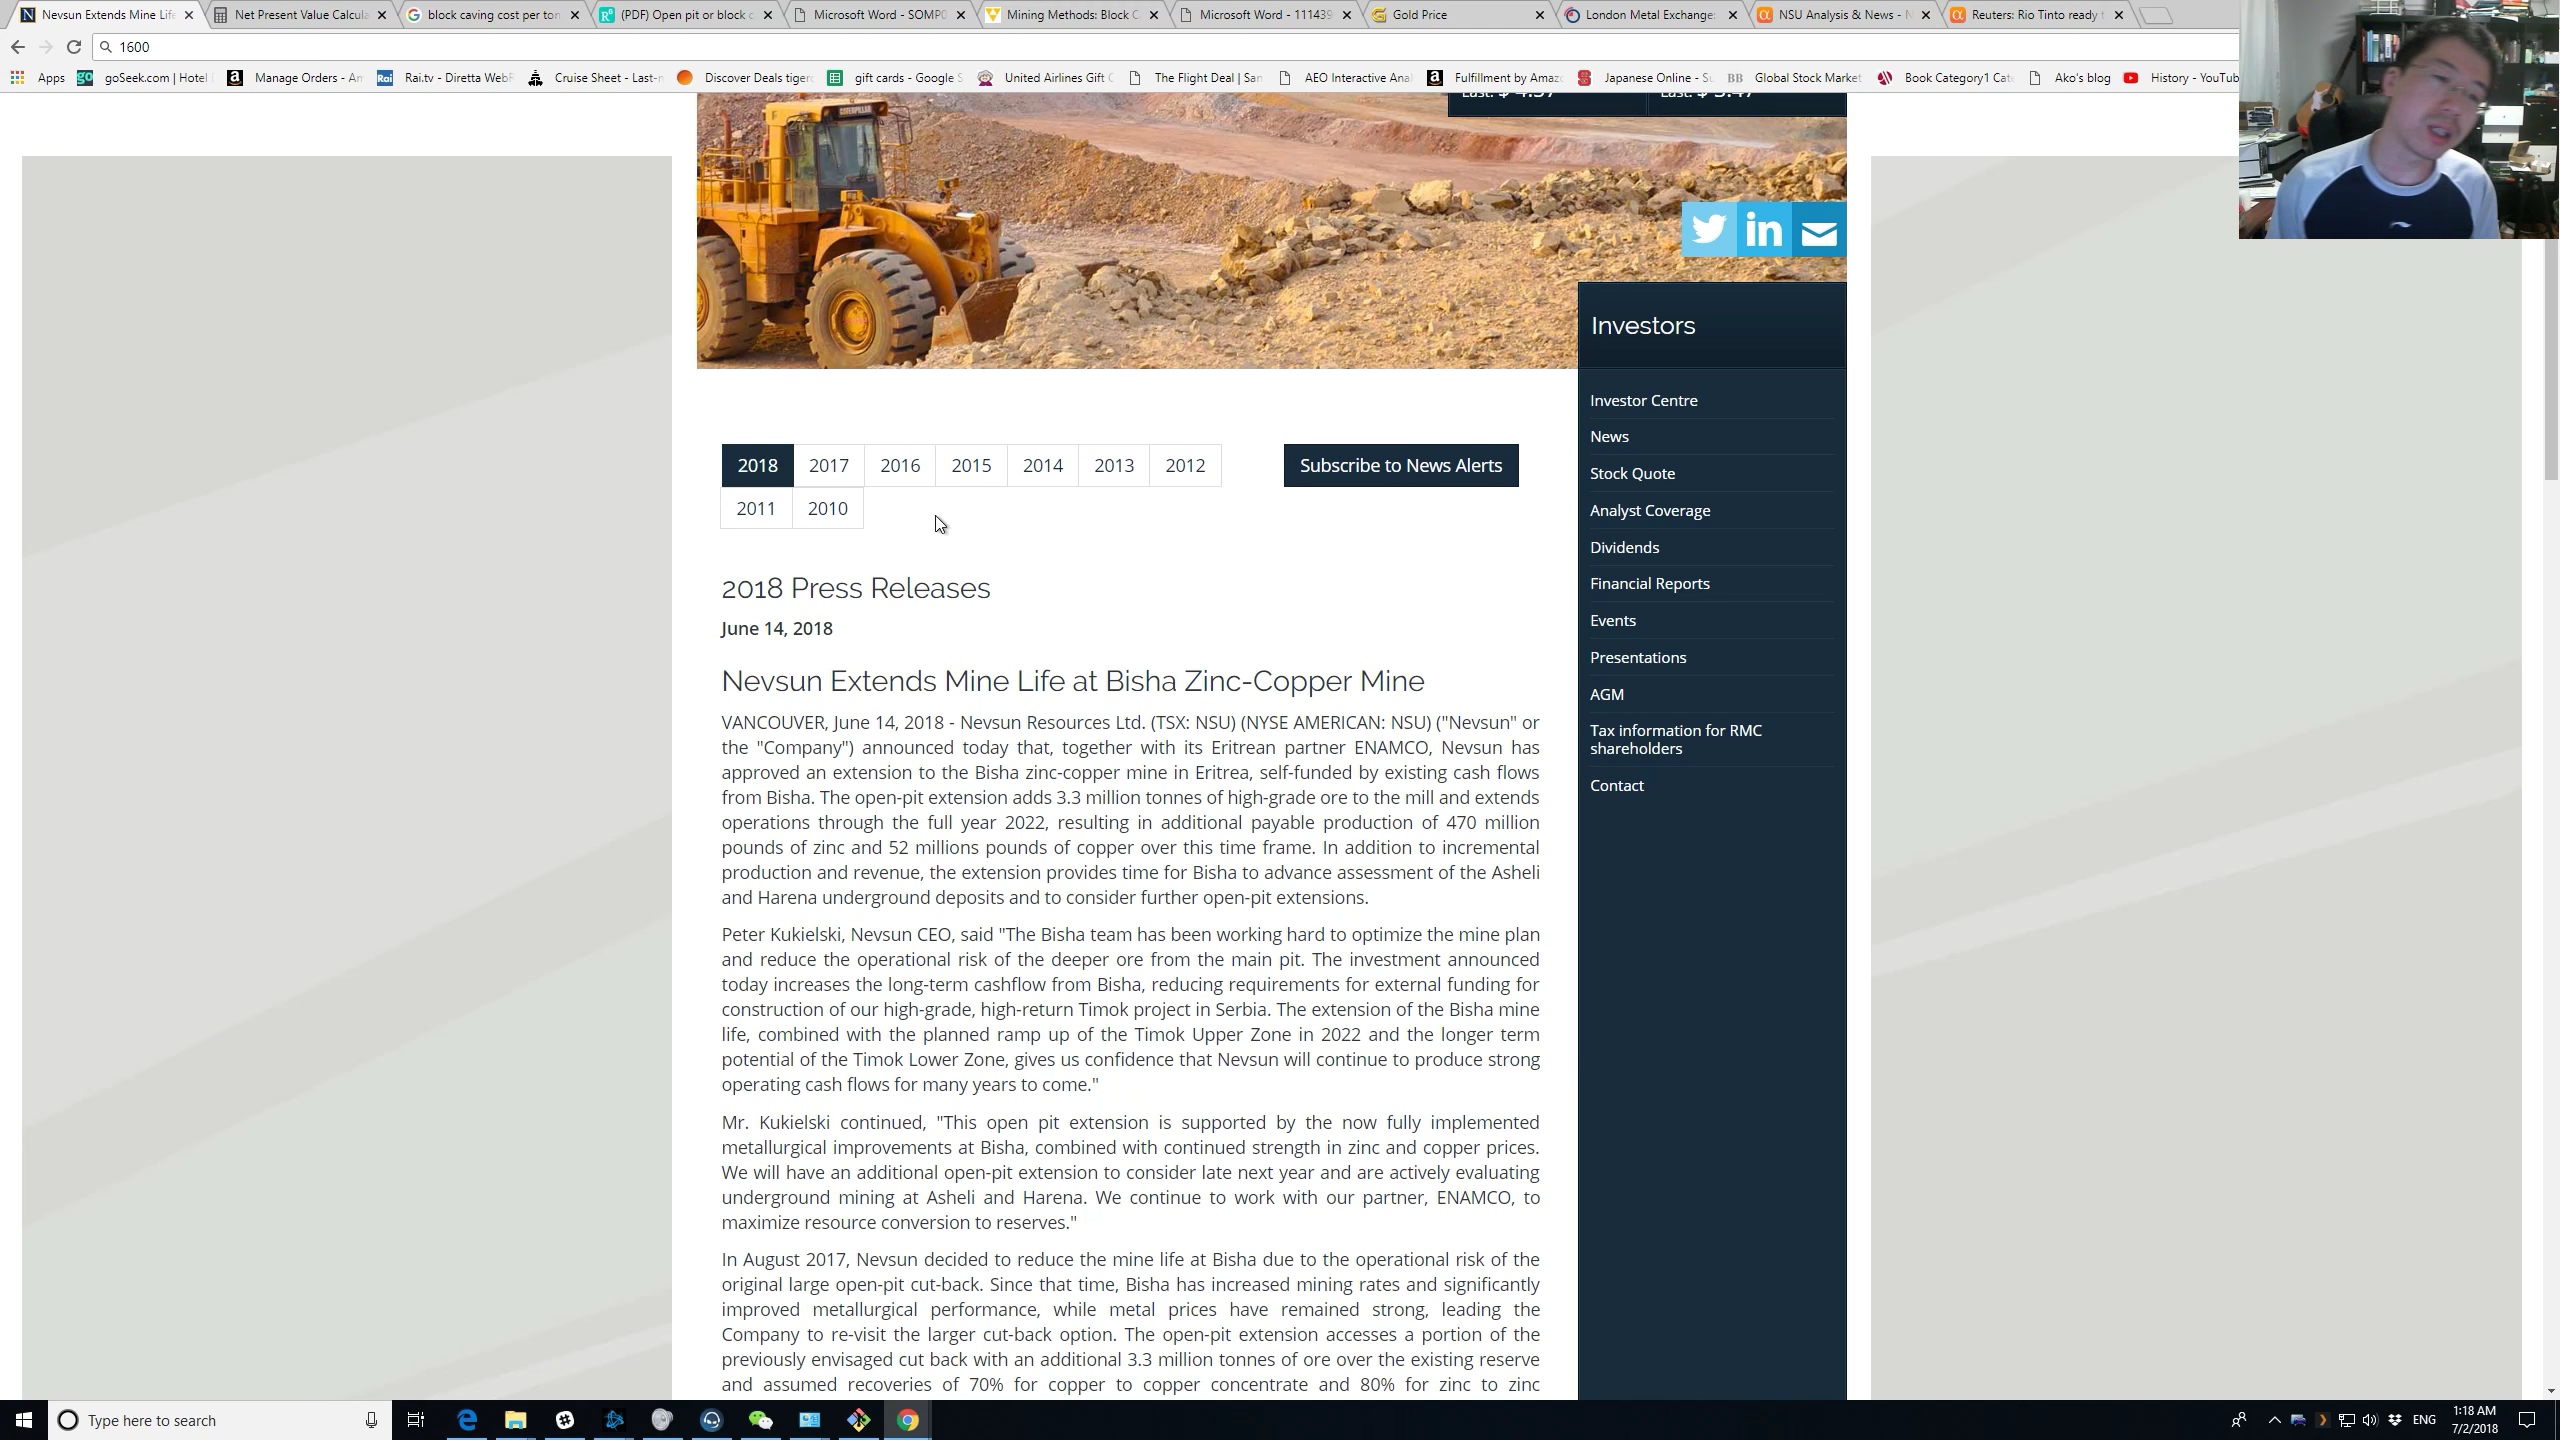 Nevsun Extends Mine Life
Net Present Value Calcula
block caving cost per ton
(PDF) Open pit or block c
Microsoft Word - SOMP0
Mining Methods: Block C
Microsoft Word - 111439
Gold Price
London Metal Exchange:
NSU Analysis & News - N
Reuters: Rio Tinto ready t
1600
Apps
goSeek.com | Hotel
Manage Orders - Am
Rai.tv - Diretta WebR
Cruise Sheet - Last-m
Discover Deals tiger
gift cards - Google S
United Airlines Gift C
The Flight Deal | San
AEO Interactive Anal
Fulfillment by Amazo
Japanese Online - Su
Global Stock Market
Book Category1 Cat
Ako's blog
History - YouTub
Last: $ 4.57
Last: $ 3.47
CATERPILLAR
Investors
Investor Centre
News
Stock Quote
Analyst Coverage
Dividends
Financial Reports
Events
Presentations
AGM
Tax information for RMC
shareholders
Contact
2018 2017 2016 2015 2014 2013 2012
2011 2010
Subscribe to News Alerts
2018 Press Releases
June 14, 2018
Nevsun Extends Mine Life at Bisha Zinc-Copper Mine
VANCOUVER, June 14, 2018 - Nevsun Resources Ltd. (TSX: NSU) (NYSE AMERICAN: NSU) ("Nevsun" or
the "Company") announced today that, together with its Eritrean partner ENAMCO, Nevsun has
approved an extension to the Bisha zinc-copper mine in Eritrea, self-funded by existing cash flows
from Bisha. The open-pit extension adds 3.3 million tonnes of high-grade ore to the mill and extends
operations through the full year 2022, resulting in additional payable production of 470 million
pounds of zinc and 52 millions pounds of copper over this time frame. In addition to incremental
production and revenue, the extension provides time for Bisha to advance assessment of the Asheli
and Harena underground deposits and to consider further open-pit extensions.
Peter Kukielski, Nevsun CEO, said "The Bisha team has been working hard to optimize the mine plan
and reduce the operational risk of the deeper ore from the main pit. The investment announced
today increases the long-term cashflow from Bisha, reducing requirements for external funding for
construction of our high-grade, high-return Timok project in Serbia. The extension of the Bisha mine
life, combined with the planned ramp up of the Timok Upper Zone in 2022 and the longer term
potential of the Timok Lower Zone, gives us confidence that Nevsun will continue to produce strong
operating cash flows for many years to come."
Mr. Kukielski continued, "This open pit extension is supported by the now fully implemented
metallurgical improvements at Bisha, combined with continued strength in zinc and copper prices.
We will have an additional open-pit extension to consider late next year and are actively evaluating
underground mining at Asheli and Harena. We continue to work with our partner, ENAMCO, to
maximize resource conversion to reserves."
In August 2017, Nevsun decided to reduce the mine life at Bisha due to the operational risk of the
original large open-pit cut-back. Since that time, Bisha has increased mining rates and significantly
improved metallurgical performance, while metal prices have remained strong, leading the
Company to re-visit the larger cut-back option. The open-pit extension accesses a portion of the
previously envisaged cut back with an additional 3.3 million tonnes of ore over the existing reserve
and assumed recoveries of 70% for copper to copper concentrate and 80% for zinc to zinc
Type here to search
ENG
1:18 AM
7/2/2018